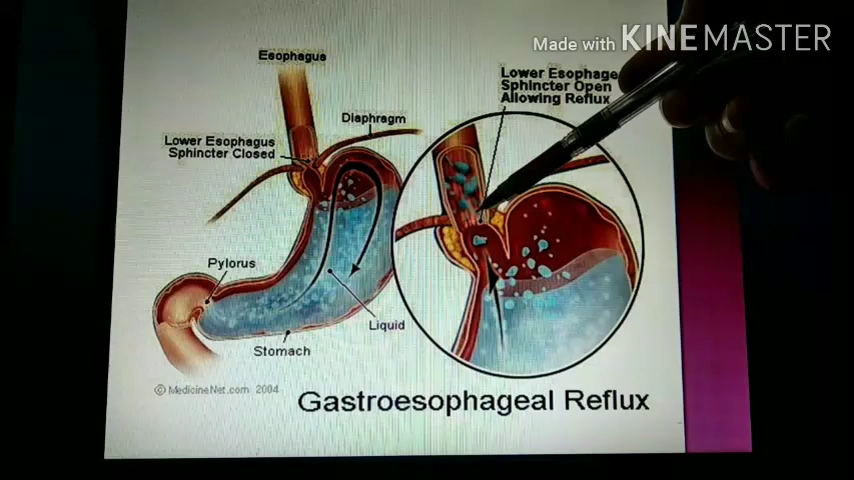 Made with KINEMASTER
Esophagus
Lower Esophage
Sphincter Open
Allowing Reflux
Diaphragm
Lower Esophagus
Sphincter Closed
Pylorus
Liquid
Stomach
© MedicineNet.com 2004
Gastroesophageal Reflux